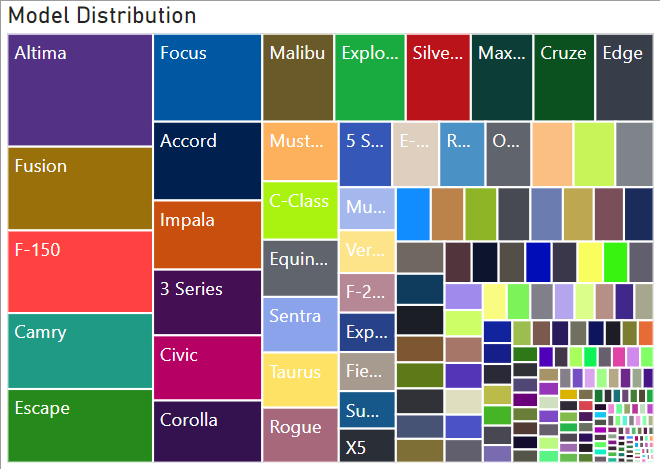 Model Distribution
Altima
Focus
Malibu
Explo...
Silve...
Max...
Cruze
Edge
Fusion
Accord
Must...
5 S...
E-...
R...
O...
F-150
Impala
C-Class
Mu...
Camry
3 Series
Equin...
Ver...
Escape
Civic
Sentra
F-2...
Corolla
Taurus
Exp...
Rogue
Fie...
Su...
X5